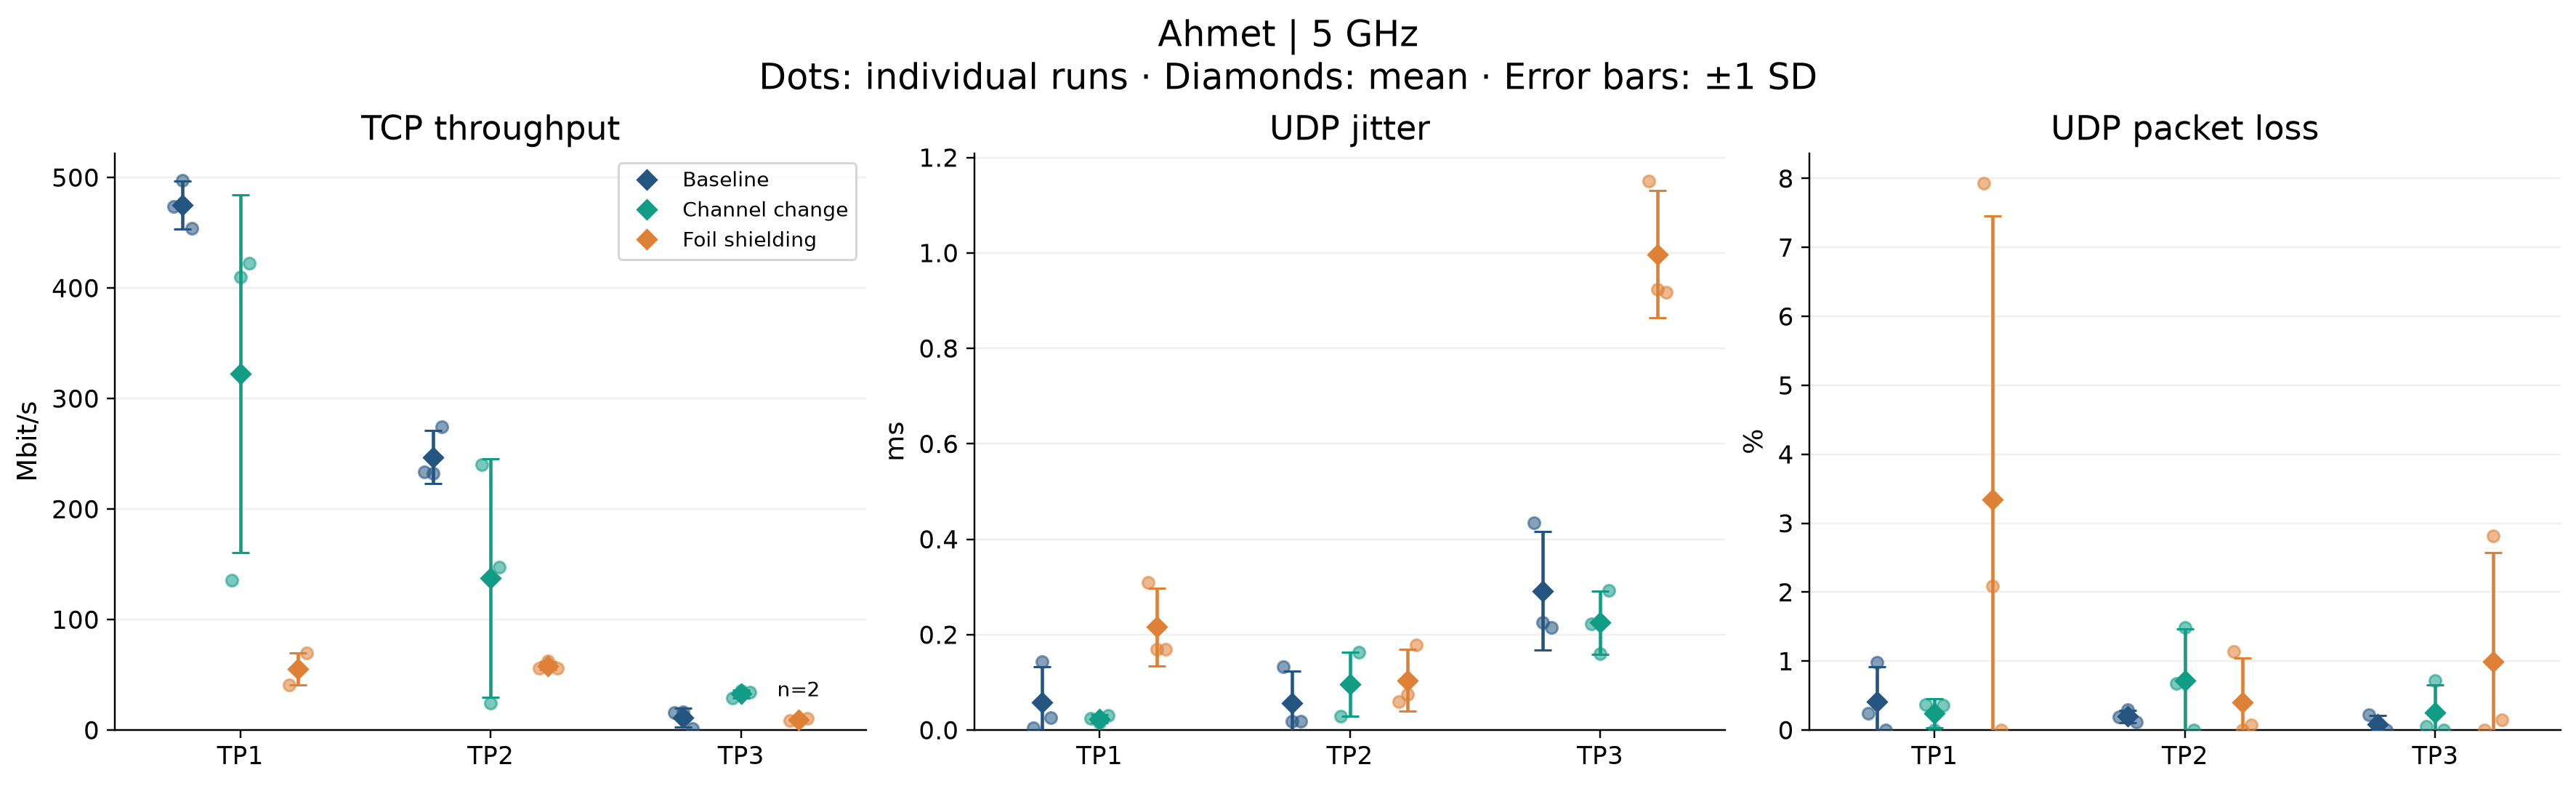 Ahmet | 5 GHz
Dots: individual runs · Diamonds: mean · Error bars: ±1 SD
TCP throughput
Mbit/s
500
400
300
200
100
0
Baseline
Channel change
Foil shielding
n=2
TP1 TP2 TP3
UDP jitter
ms
1.2
1.0
0.8
0.6
0.4
0.2
0.0
TP1 TP2 TP3
UDP packet loss
%
8
7
6
5
4
3
2
1
0
TP1 TP2 TP3